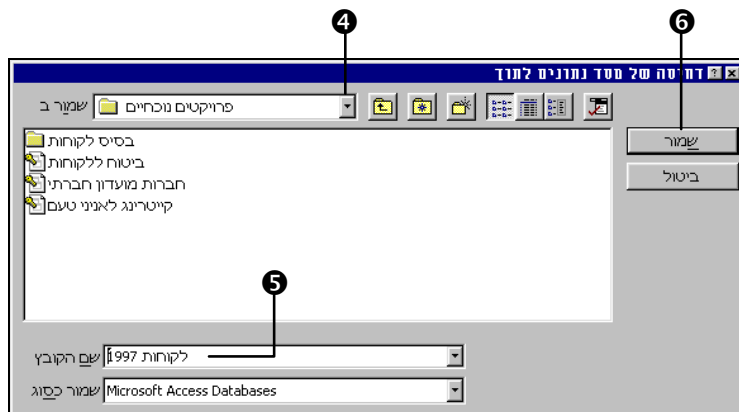 4
6
דחיסה של מסד נתונים לתוך
שמור ב
פרויקטים נוכחיים
בסיס לקוחות
ביטוח ללקוחות
חברות מועדון חברתי
קייטרינג לאניני טעם
שמור
ביטול
5
שם הקובץ
לקוחות 1997
שמור כסוג
Microsoft Access Databases